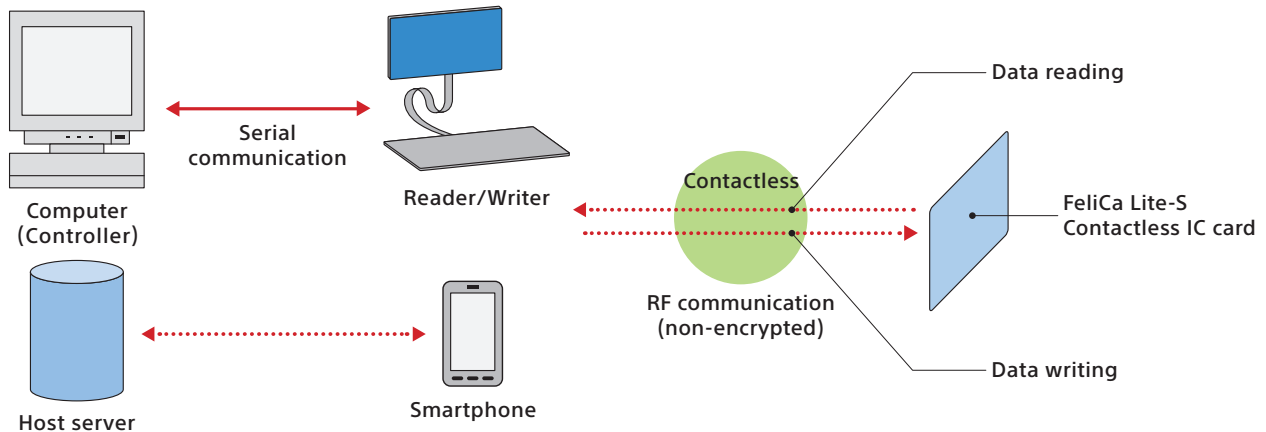 Data reading
Serial
communication
Contactless
Reader/Writer
FeliCa Lite-S
Contactless IC card
Computer
(Controller)
RF communication
(non-encrypted)
Data writing
Smartphone
Host server